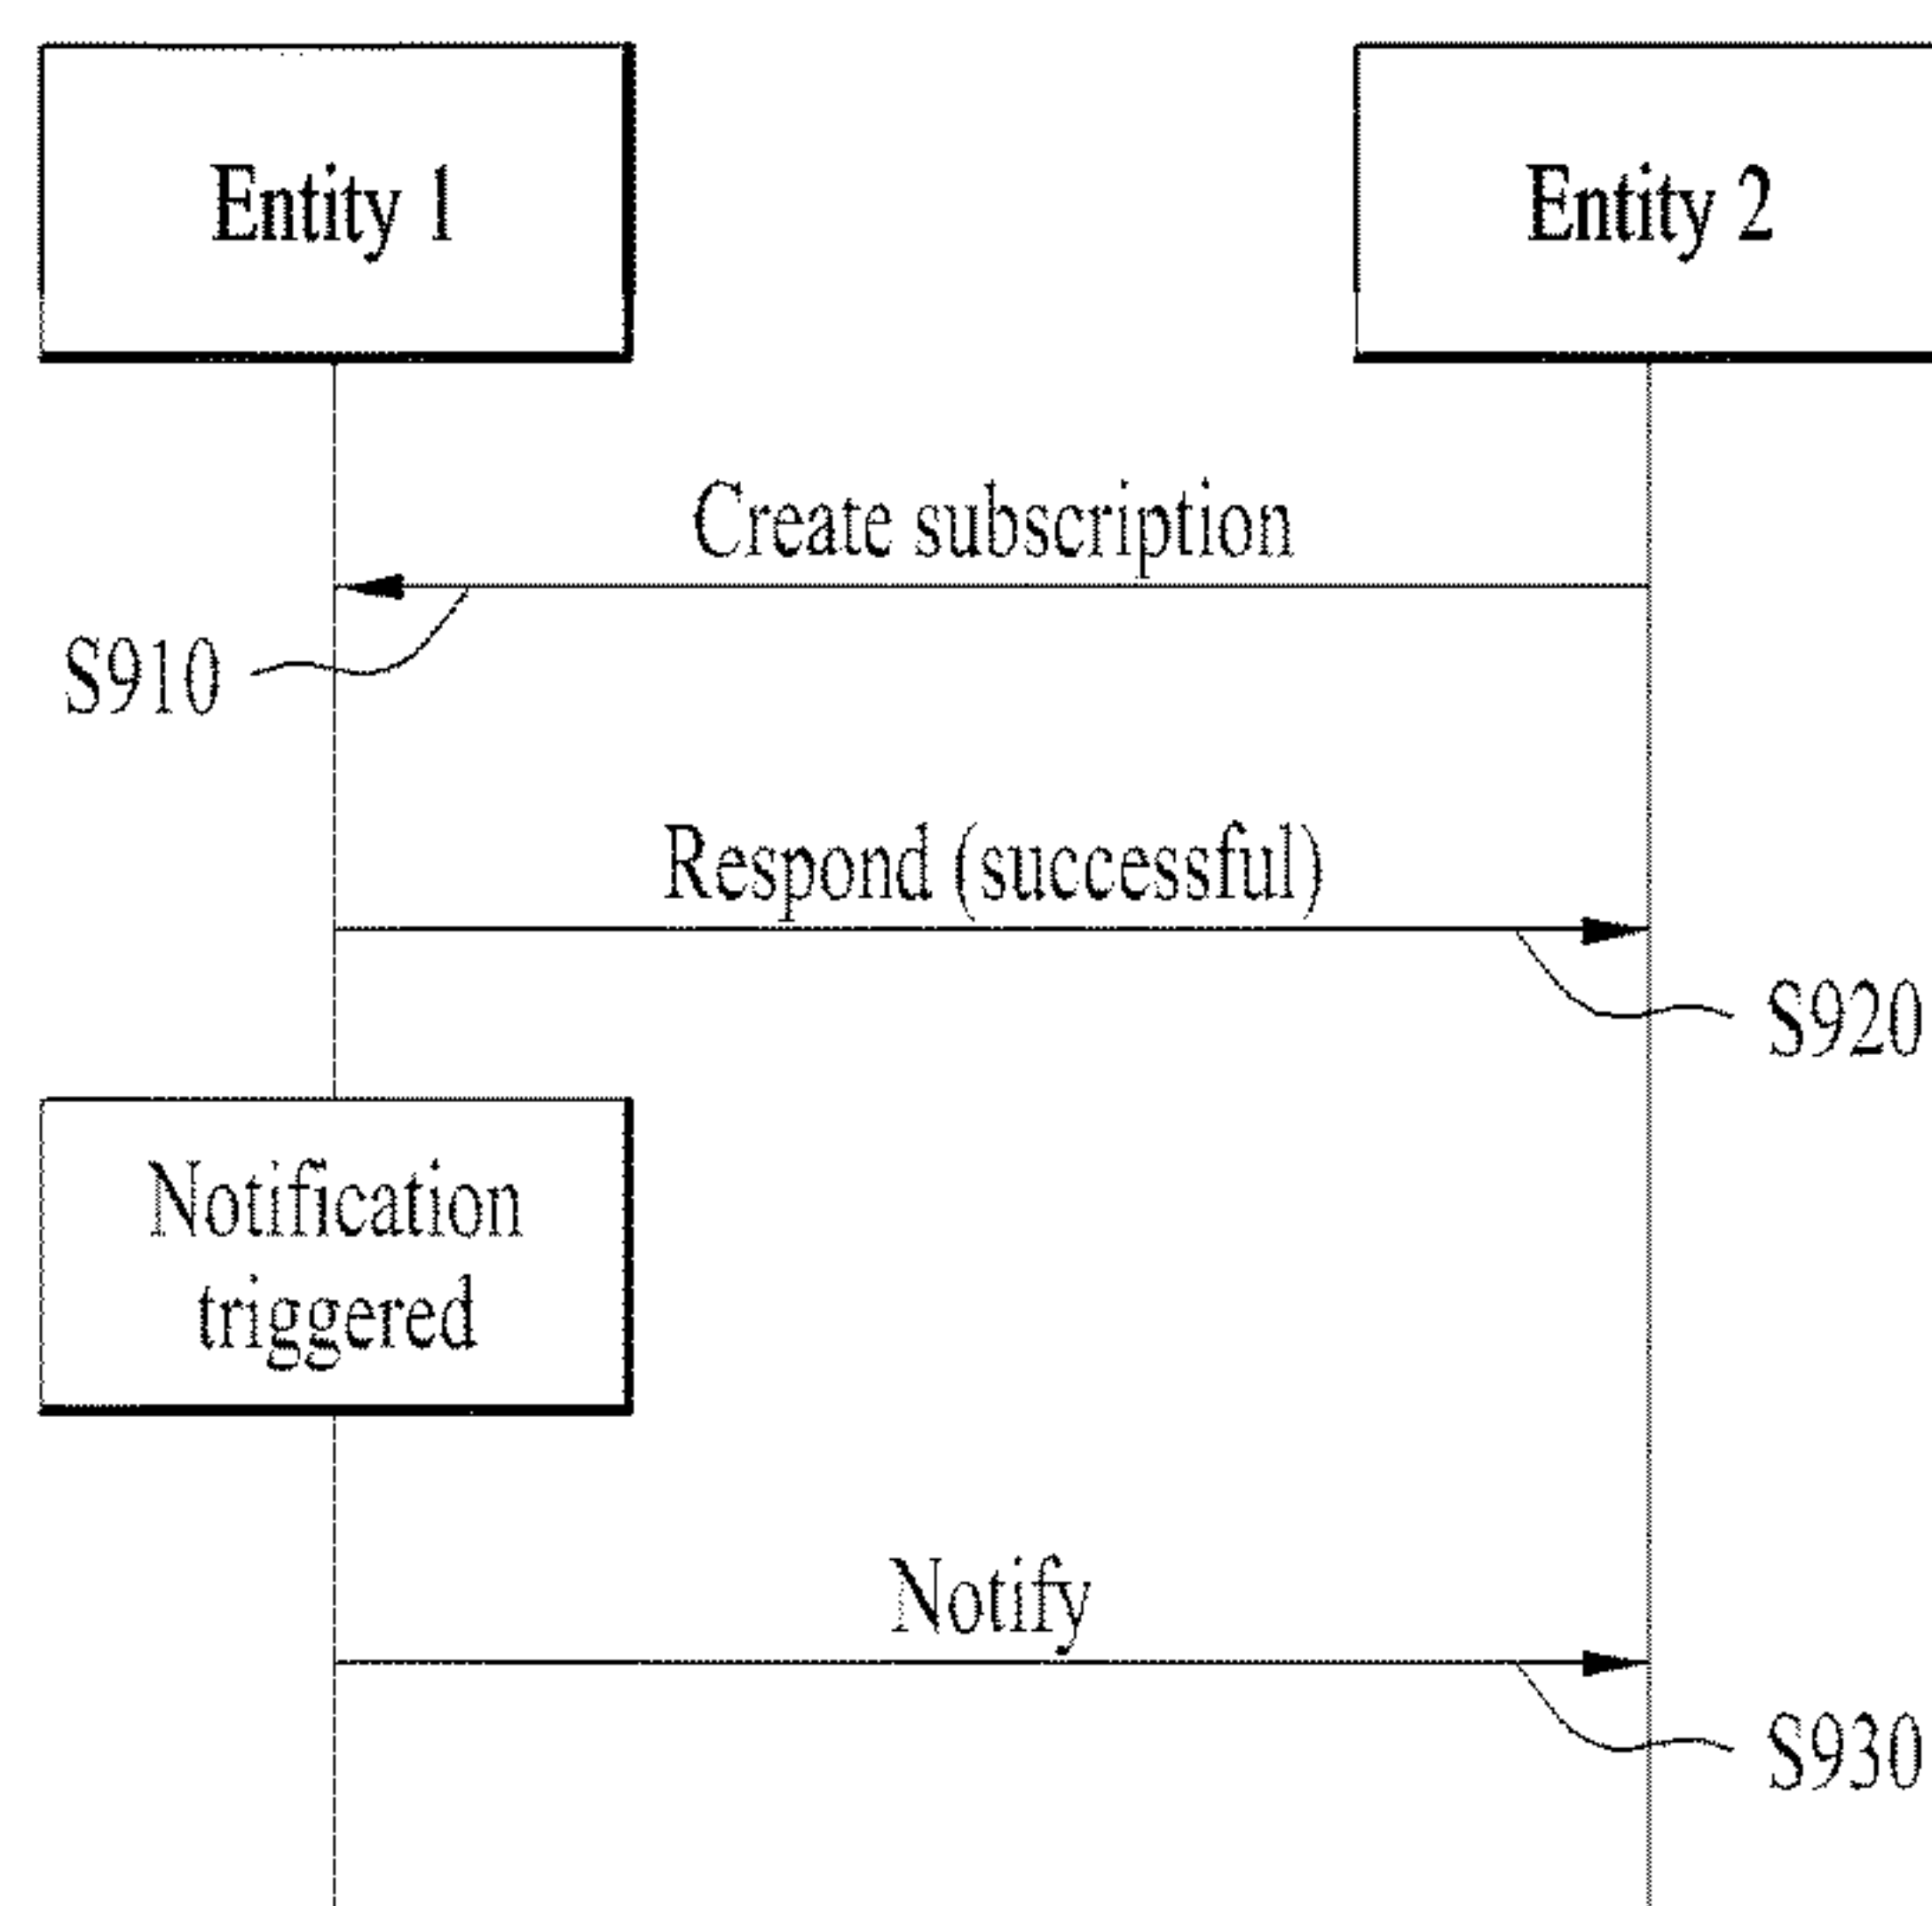 Entity 1
Entity 2
Create subscription
S910
Respond (successful)
S920
Notification
triggered
Notify
S930